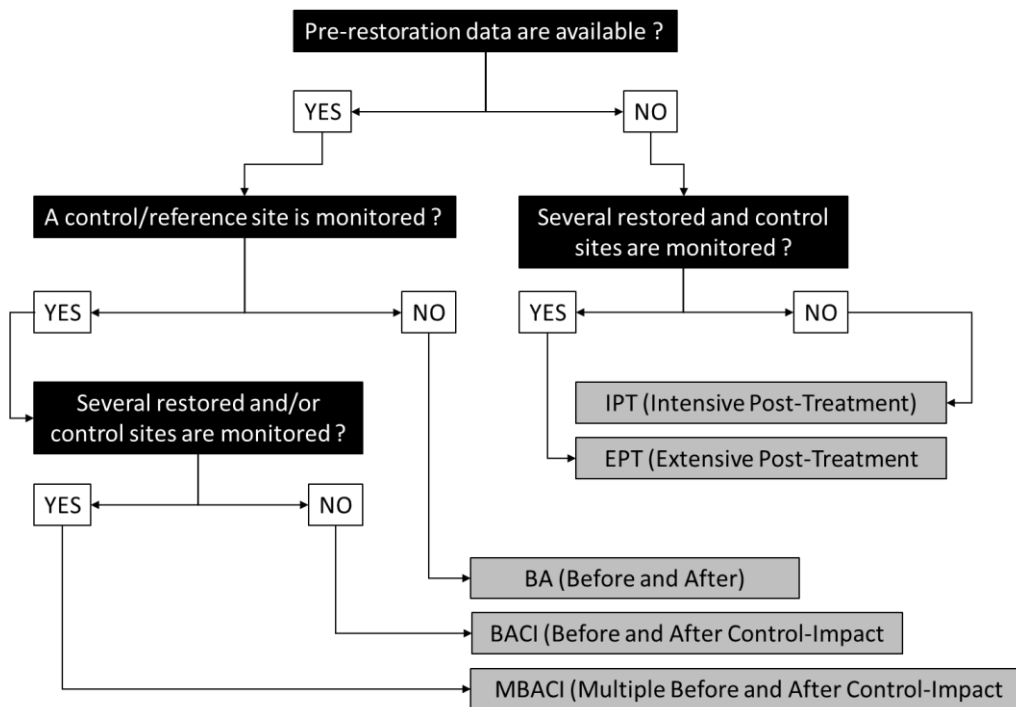 Pre-restoration data are available ?
YES
NO
A control/reference site is monitored ?
Several restored and control
sites are monitored ?
YES
NO
YES
NO
Several restored and/or
control sites are monitored ?
IPT (Intensive Post-Treatment)
EPT (Extensive Post-Treatment
YES
NO
BA (Before and After)
BACI (Before and After Control-Impact
MBACI (Multiple Before and After Control-Impact